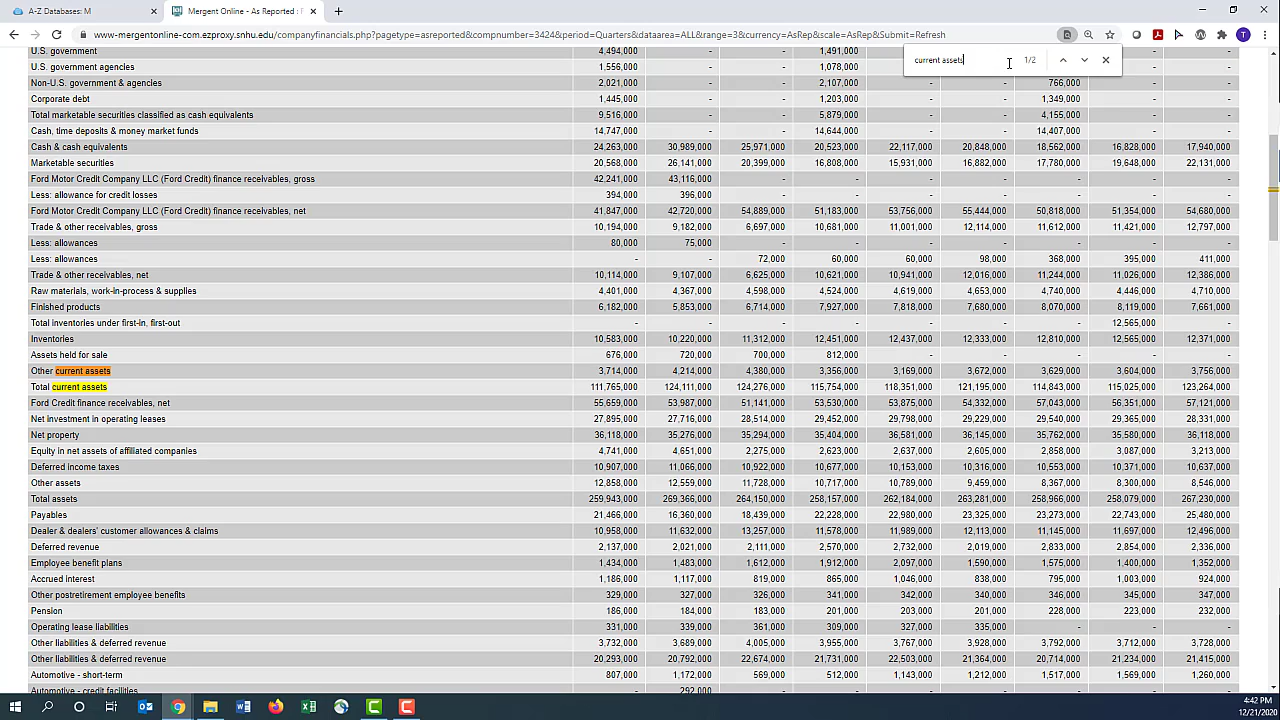 A-Z Databases: M
Mergent Online - As Reported : F
www-mergentonline-com.ezproxy.snhu.edu/companyfinancials.php?pagetype=asreported&compnumber=3424&period=Quarters&dataarea=ALL&range=3&currency=AsRep&scale=AsRep&Submit=Refresh
current assets 1/2
U.S. government 4,494,000 - - 1,491,000
U.S. government agencies 1,556,000 - - 1,078,000
Non-U.S. government & agencies 2,021,000 - - 2,107,000 - - 766,000 - -
Corporate debt 1,445,000 - - 1,203,000 - - 1,349,000 - -
Total marketable securities classified as cash equivalents 9,516,000 - - 5,879,000 - - 4,155,000 - -
Cash, time deposits & money market funds 14,747,000 - - 14,644,000 - - 14,407,000 - -
Cash & cash equivalents 24,263,000 30,989,000 25,971,000 20,523,000 22,117,000 20,848,000 18,562,000 16,828,000 17,940,000
Marketable securities 20,568,000 26,141,000 20,399,000 16,808,000 15,931,000 16,882,000 17,780,000 19,648,000 22,131,000
Ford Motor Credit Company LLC (Ford Credit) finance receivables, gross 42,241,000 43,116,000 - - - - - - -
Less: allowance for credit losses 394,000 396,000 - - - - - - -
Ford Motor Credit Company LLC (Ford Credit) finance receivables, net 41,847,000 42,720,000 54,889,000 51,183,000 53,756,000 55,444,000 50,818,000 51,354,000 54,680,000
Trade & other receivables, gross 10,194,000 9,182,000 6,697,000 10,681,000 11,001,000 12,114,000 11,612,000 11,421,000 12,797,000
Less: allowances 80,000 75,000 - - - - - - -
Less: allowances - - 72,000 60,000 60,000 98,000 368,000 395,000 411,000
Trade & other receivables, net 10,114,000 9,107,000 6,625,000 10,621,000 10,941,000 12,016,000 11,244,000 11,026,000 12,386,000
Raw materials, work-in-process & supplies 4,401,000 4,367,000 4,598,000 4,524,000 4,619,000 4,653,000 4,740,000 4,446,000 4,710,000
Finished products 6,182,000 5,853,000 6,714,000 7,927,000 7,818,000 7,680,000 8,070,000 8,119,000 7,661,000
Total inventories under first-in, first-out - - - - - - - 12,565,000 -
Inventories 10,583,000 10,220,000 11,312,000 12,451,000 12,437,000 12,333,000 12,810,000 12,565,000 12,371,000
Assets held for sale 676,000 720,000 700,000 812,000 - - - - -
Other current assets 3,714,000 4,214,000 4,380,000 3,356,000 3,169,000 3,672,000 3,629,000 3,604,000 3,756,000
Total current assets 111,765,000 124,111,000 124,276,000 115,754,000 118,351,000 121,195,000 114,843,000 115,025,000 123,264,000
Ford Credit finance receivables, net 55,659,000 53,987,000 51,141,000 53,530,000 53,875,000 54,332,000 57,043,000 56,351,000 57,121,000
Net investment in operating leases 27,895,000 27,716,000 28,514,000 29,452,000 29,798,000 29,229,000 29,540,000 29,365,000 28,331,000
Net property 36,118,000 35,276,000 35,294,000 35,404,000 36,581,000 36,145,000 35,762,000 35,580,000 36,118,000
Equity in net assets of affiliated companies 4,741,000 4,651,000 2,275,000 2,623,000 2,637,000 2,605,000 2,858,000 3,087,000 3,213,000
Deferred income taxes 10,907,000 11,066,000 10,922,000 10,677,000 10,153,000 10,316,000 10,553,000 10,371,000 10,637,000
Other assets 12,858,000 12,559,000 11,728,000 10,717,000 10,789,000 9,459,000 8,367,000 8,300,000 8,546,000
Total assets 259,943,000 269,366,000 264,150,000 258,157,000 262,184,000 263,281,000 258,966,000 258,079,000 267,230,000
Payables 21,466,000 16,360,000 18,439,000 22,228,000 22,980,000 23,325,000 23,273,000 22,743,000 25,480,000
Dealer & dealers' customer allowances & claims 10,958,000 11,632,000 13,257,000 11,578,000 11,989,000 12,113,000 11,145,000 11,697,000 12,496,000
Deferred revenue 2,137,000 2,021,000 2,111,000 2,570,000 2,732,000 2,019,000 2,833,000 2,854,000 2,336,000
Employee benefit plans 1,434,000 1,483,000 1,612,000 1,912,000 2,097,000 1,590,000 1,575,000 1,400,000 1,352,000
Accrued interest 1,186,000 1,117,000 819,000 865,000 1,046,000 838,000 795,000 1,003,000 924,000
Other postretirement employee benefits 329,000 327,000 326,000 341,000 342,000 340,000 346,000 345,000 347,000
Pension 186,000 184,000 183,000 201,000 203,000 201,000 228,000 223,000 232,000
Operating lease liabilities 331,000 339,000 361,000 309,000 327,000 335,000 - - -
Other liabilities & deferred revenue 3,732,000 3,689,000 4,005,000 3,955,000 3,767,000 3,928,000 3,792,000 3,712,000 3,728,000
Other liabilities & deferred revenue 20,293,000 20,792,000 22,674,000 21,731,000 22,503,000 21,364,000 20,714,000 21,234,000 21,415,000
Automotive - short-term 807,000 1,172,000 569,000 512,000 1,143,000 1,212,000 1,517,000 1,569,000 1,260,000
Automotive - credit facilities 292,000
4:42 PM
12/21/2020